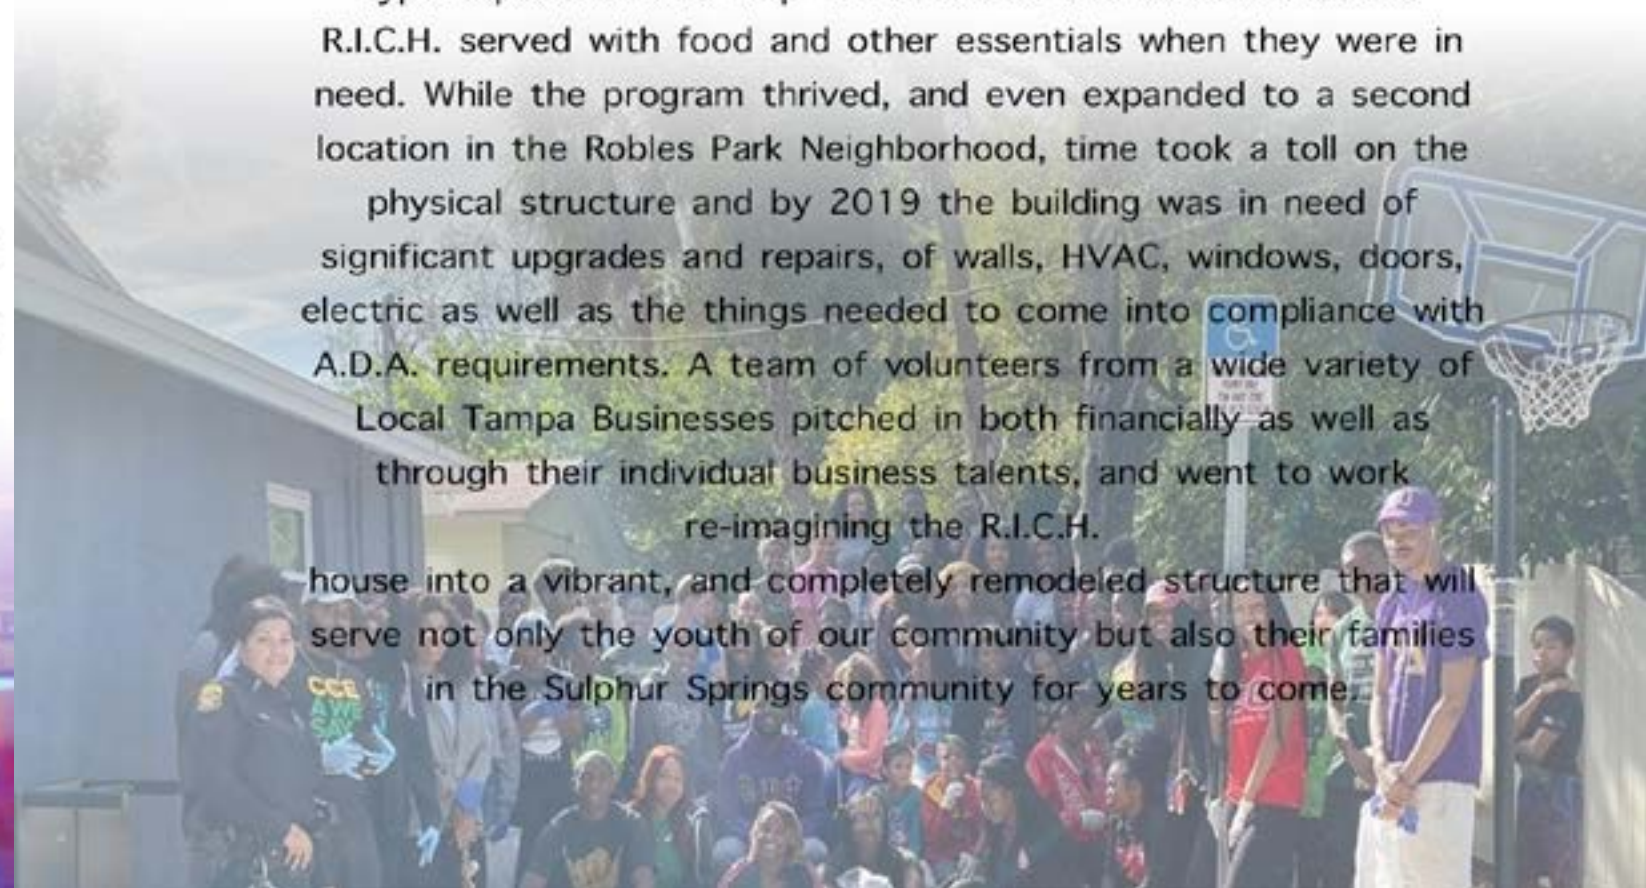 R.I.C.H. served with food and other essentials when they were in
need. While the program thrived, and even expanded to a second
location in the Robles Park Neighborhood, time took a toll on the
physical structure and by 2019 the building was in need of
significant upgrades and repairs, of walls, HVAC, windows, doors,
electric as well as the things needed to come into compliance with
A.D.A. requirements. A team of volunteers from a wide variety of
Local Tampa Businesses pitched in both financially as well as
through their individual business talents, and went to work
re-imagining the R.I.C.H.
house into a vibrant, and completely remodeled structure that will
serve not only the youth of our community but also their families
in the Sulphur Springs community for years to come.
CCE